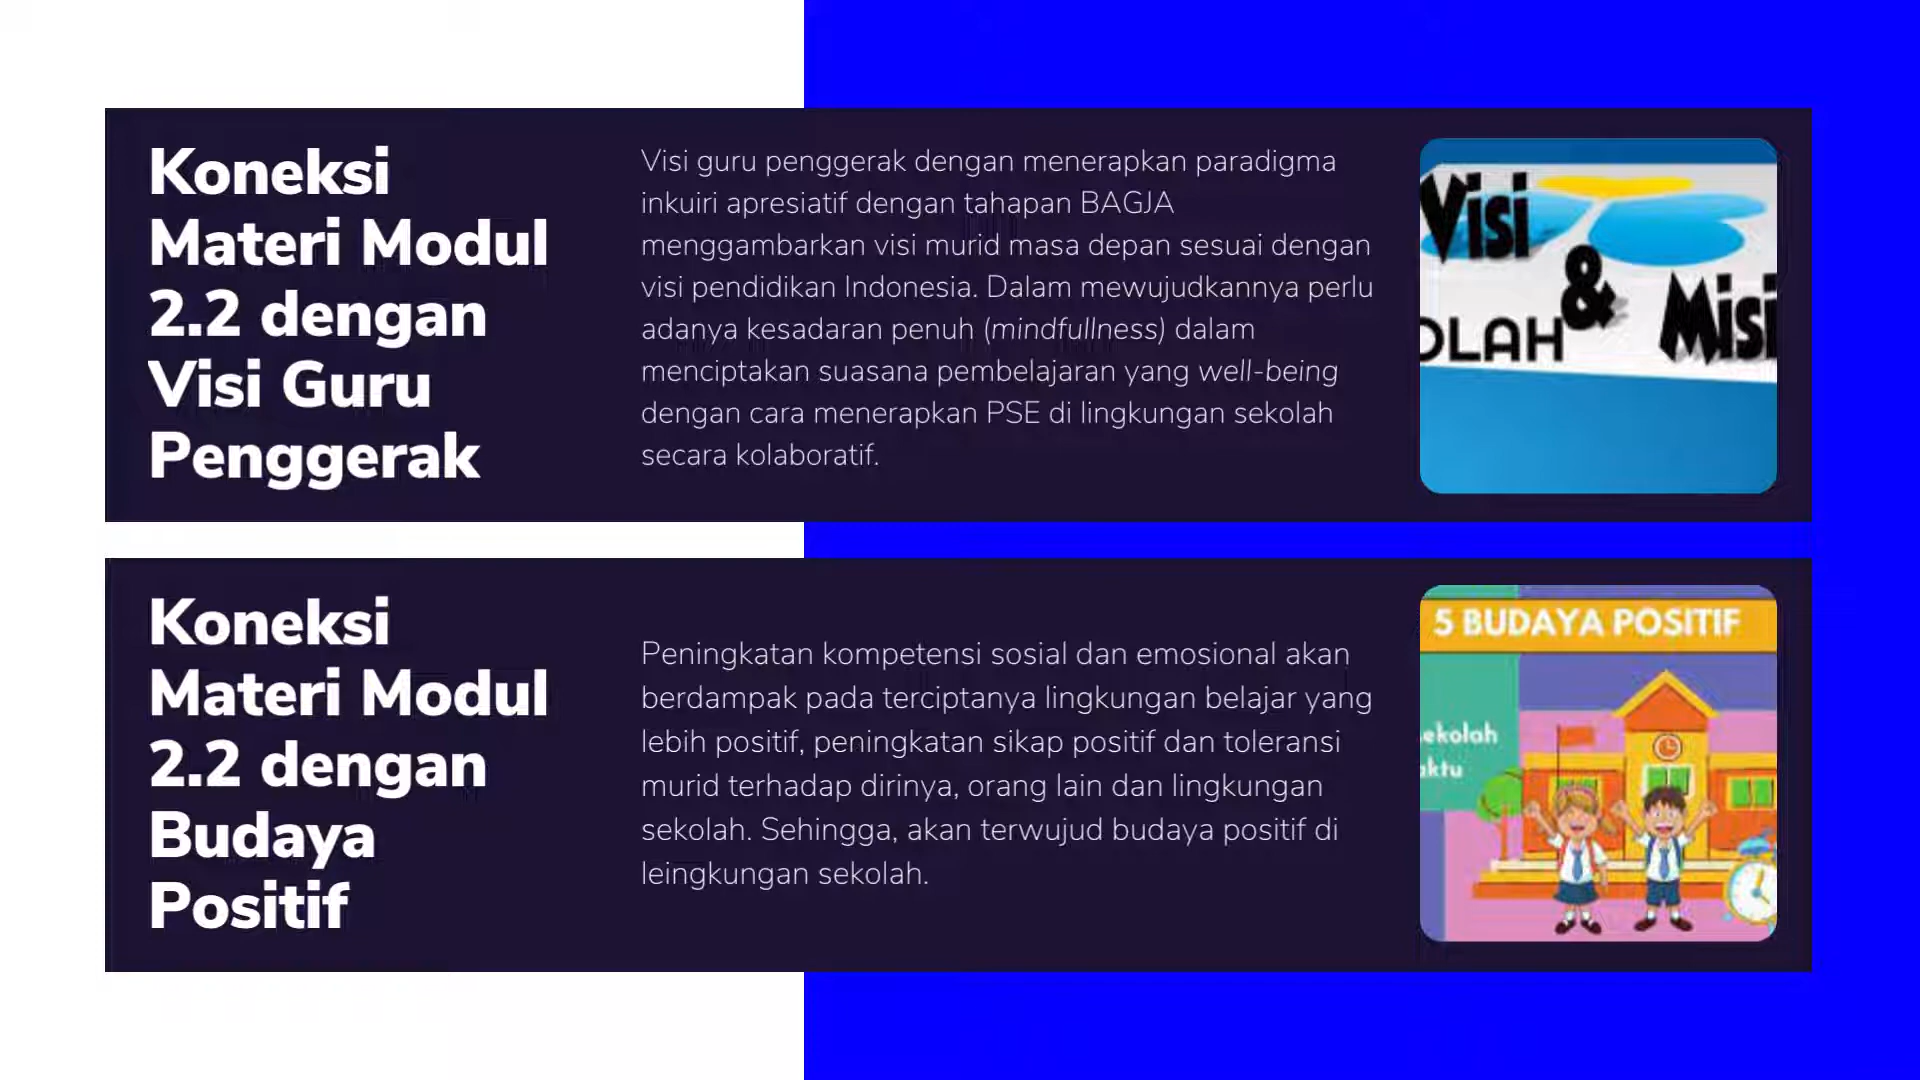 Koneksi
Materi Modul
2.2 dengan
Visi Guru
Penggerak
Visi guru penggerak dengan menerapkan paradigma
inkuiri apresiatif dengan tahapan BAGJA
menggambarkan visi murid masa depan sesuai dengan
visi pendidikan Indonesia. Dalam mewujudkannya perlu
adanya kesadaran penuh (mindfullness) dalam
menciptakan suasana pembelajaran yang well-being
dengan cara menerapkan PSE di lingkungan sekolah
secara kolaboratif.
Visi
&
Misi
OLAH
Koneksi
Materi Modul
2.2 dengan
Budaya
Positif
Peningkatan kompetensi sosial dan emosional akan
berdampak pada terciptanya lingkungan belajar yang
lebih positif, peningkatan sikap positif dan toleransi
murid terhadap dirinya, orang lain dan lingkungan
sekolah. Sehingga, akan terwujud budaya positif di
leingkungan sekolah.
5 BUDAYA POSITIF
ekolah
aktu